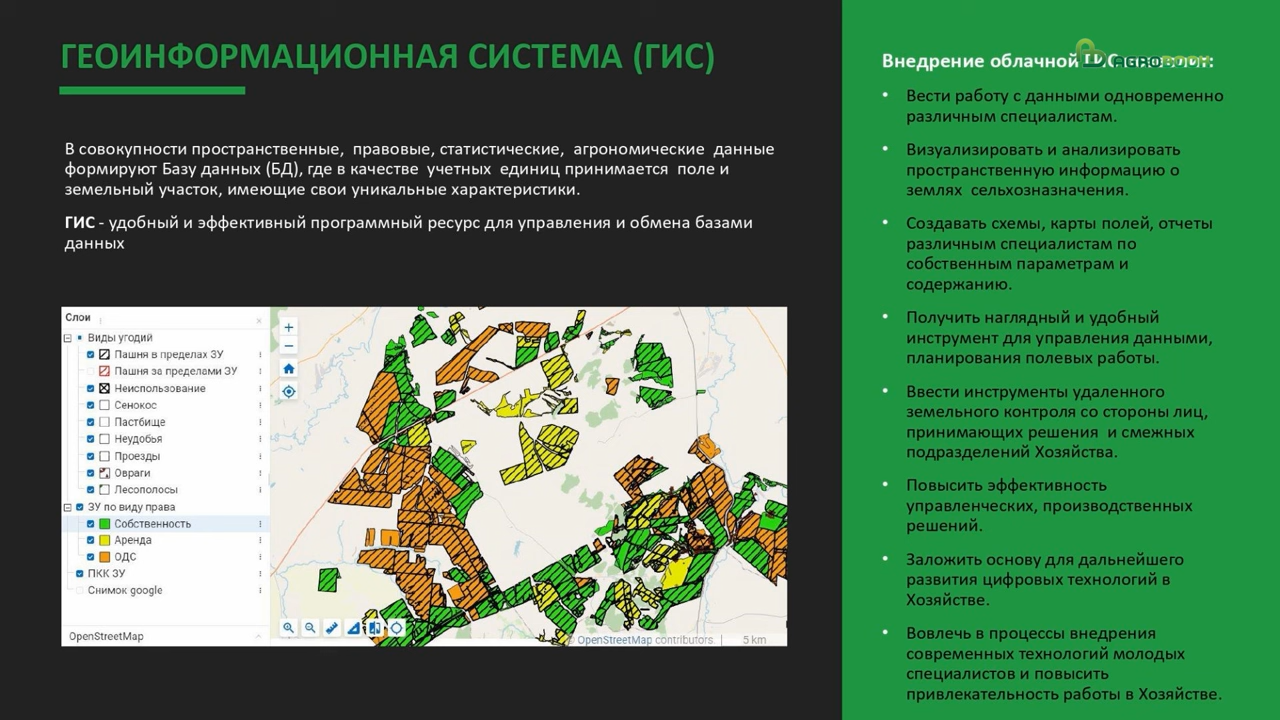 ГЕОИНФОРМАЦИОННАЯ СИСТЕМА (ГИС)
В совокупности пространственные, правовые, статистические, агрономические данные
формируют Базу данных (БД), где в качестве учетных единиц принимается поле и
земельный участок, имеющие свои уникальные характеристики.
ГИС - удобный и эффективный программный ресурс для управления и обмена базами
данных
Слои
Виды угодий
Пашня в пределах ЗУ
Пашня за пределами ЗУ
Неиспользование
Сенокос
Пастбище
Неудобья
Проезды
Овраги
Лесополосы
ЗУ по виду права
Собственность
Аренда
ОДС
ПКК ЗУ
Снимок google
OpenStreetMap
© OpenStreetMap contributors.
5 km
Внедрение облачной ГИС
• Вести работу с данными одновременно
различным специалистам.
• Визуализировать и анализировать
пространственную информацию о
землях сельхозназначения.
• Создавать схемы, карты полей, отчеты
различным специалистам по
собственным параметрам и
содержанию.
• Получить наглядный и удобный
инструмент для управления данными,
планирования полевых работы.
• Ввести инструменты удаленного
земельного контроля со стороны лиц,
принимающих решения и смежных
подразделений Хозяйства.
• Повысить эффективность
управленческих, производственных
решений.
• Заложить основу для дальнейшего
развития цифровых технологий в
Хозяйстве.
• Вовлечь в процессы внедрения
современных технологий молодых
специалистов и повысить
привлекательность работы в Хозяйстве.